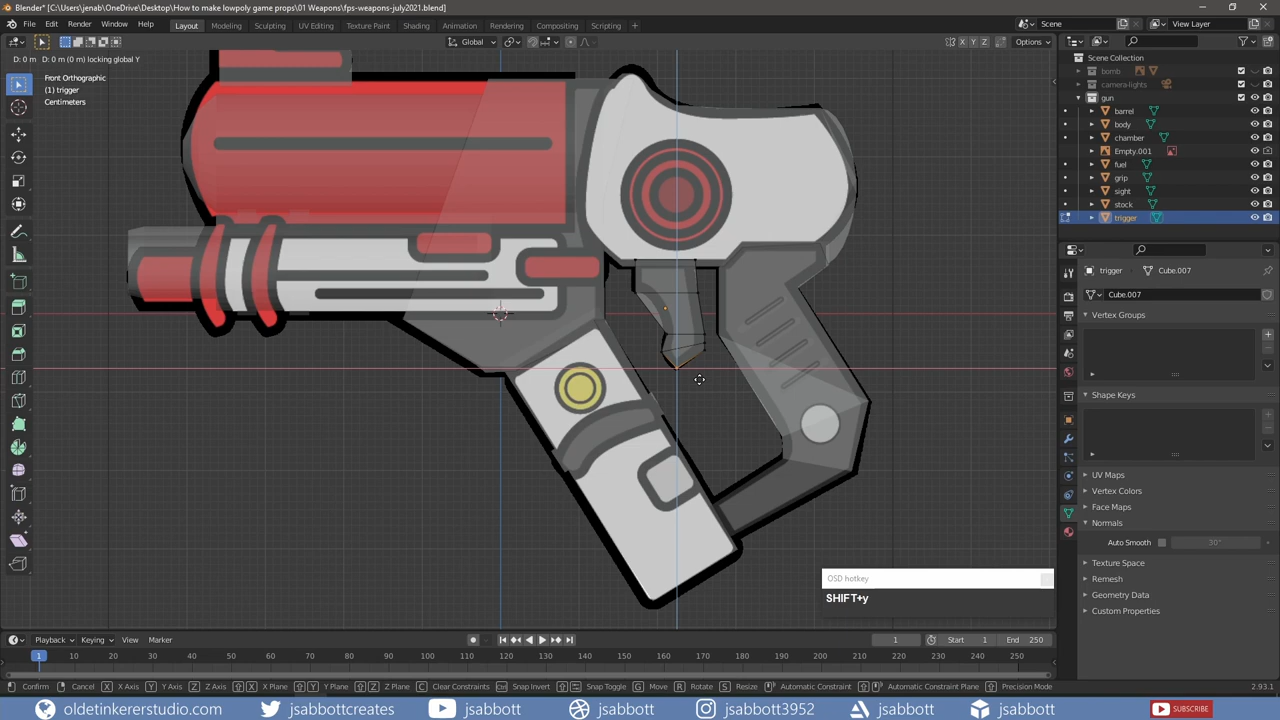 Blender* [C:\Users\jenab\OneDrive\Desktop\How to make lowpoly game props\01 Weapons\fps-weapons-july2021.blend]
File Edit Render Window Help Layout Modeling Sculpting UV Editing Texture Paint Shading Animation Rendering Compositing Scripting Scene View Layer
Global X Y Z Options
D: 0 m D: 0 m (0 m) locking global Y
Front Orthographic
(1) trigger
Centimeters
Scene Collection
bomb
camera-lights
gun
barrel
body
chamber
Empty.001
fuel
grip
sight
stock
trigger
trigger Cube.007
Cube.007
Vertex Groups
Shape Keys
UV Maps
Vertex Colors
Face Maps
Normals
Auto Smooth 30°
Texture Space
Remesh
Geometry Data
Custom Properties
OSD hotkey
SHIFT+y
Playback Keying View Marker 1 Start 1 End 250
1 10 20 30 40 50 60 70 80 90 100 110 120 130 140 150 160 170 180 190 200 210 220 230 240 250
Confirm Cancel X X Axis Y Y Axis Z Z Axis X X Plane Y Y Plane Z Z Plane C Clear Constraints Snap Invert Snap Toggle G Move R Rotate S Resize Automatic Constraint Automatic Constraint Plane Precision Mode 2.93.1
oldetinkererstudio.com jsabbottcreates jsabbott jsabbott jsabbott3952 jsabbott jsabbott SUBSCRIBE